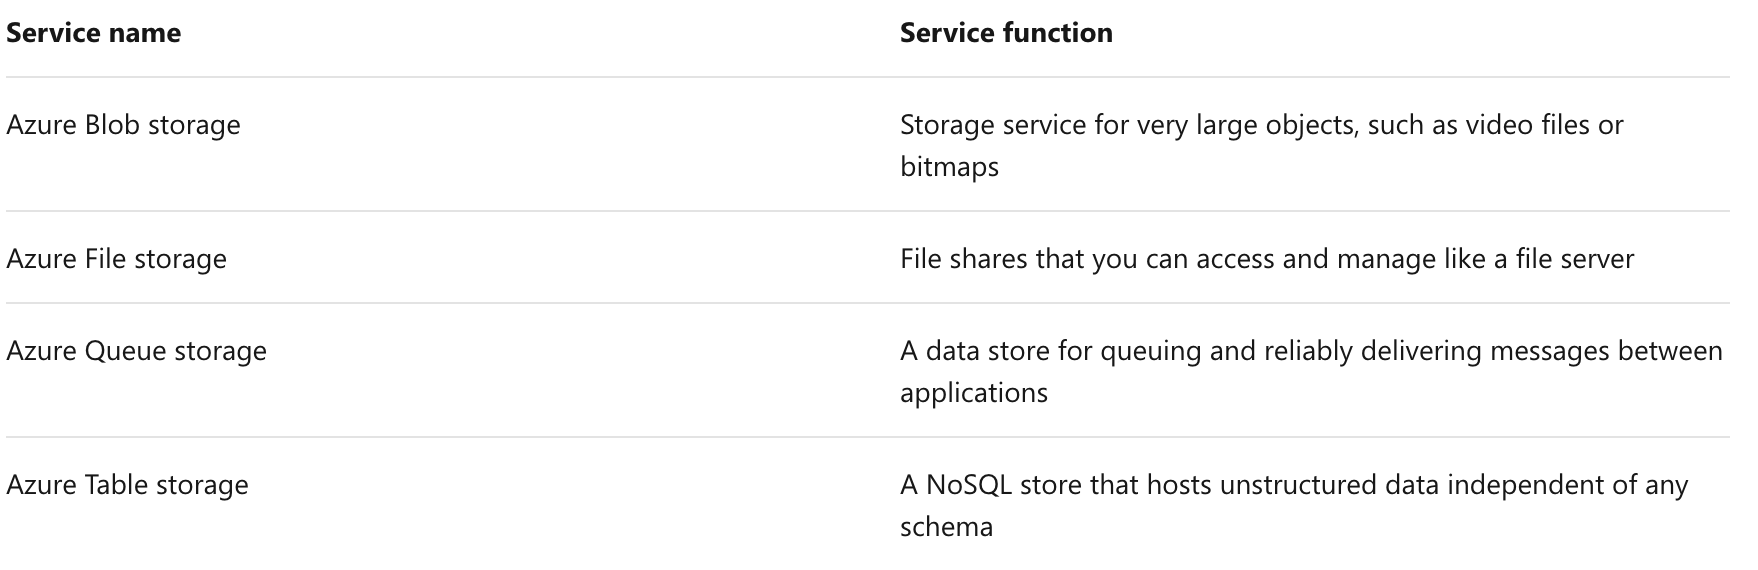 Service name
Service function
Azure Blob storage
Storage service for very large objects, such as video files or
bitmaps
Azure File storage
File shares that you can access and manage like a file server
Azure Queue storage
A data store for queuing and reliably delivering messages between
applications
Azure Table storage
A NoSQL store that hosts unstructured data independent of any
schema